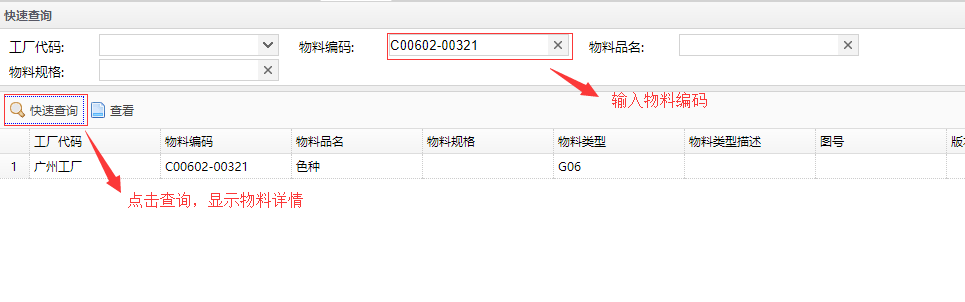 快速查询
工厂代码: 物料编码: C00602-00321 物料品名:
物料规格:
输入物料编码
快速查询 查看
工厂代码 物料编码 物料品名 物料规格 物料类型 物料类型描述 图号
1 广州工厂 C00602-00321 色种 G06
点击查询，显示物料详情